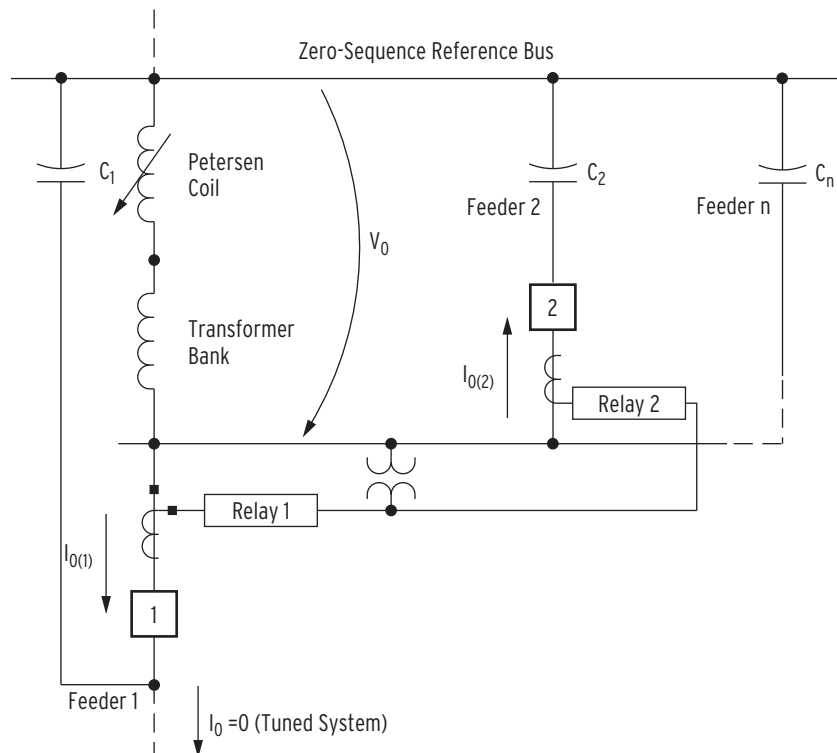 Zero-Sequence Reference Bus
C1
Petersen
Coil
C2
Cn
Feeder 2
Feeder n
V0
2
Transformer
Bank
I0(2)
Relay 2
Relay 1
I0(1)
1
Feeder 1
I0 =0 (Tuned System)